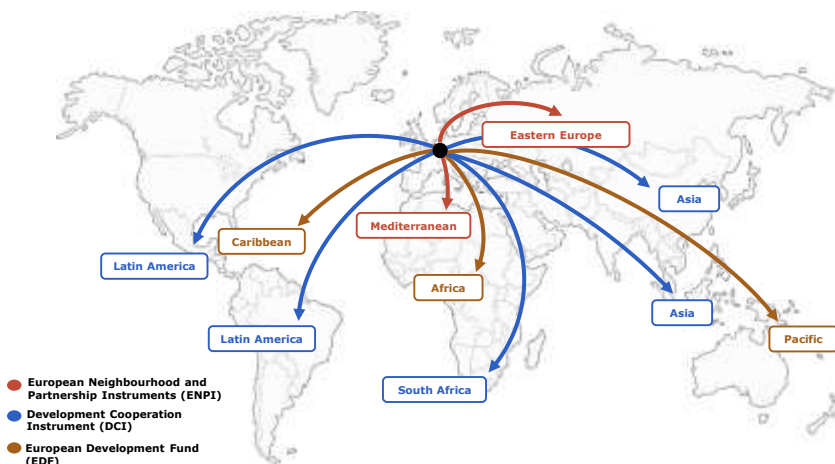 Eastern Europe
Asia
Mediterranean
Caribbean
Latin America
Africa
Asia
Latin America
Pacific
South Africa
European Neighbourhood and
Partnership Instruments (ENPI)
Development Cooperation
Instrument (DCI)
European Development Fund
(EDF)